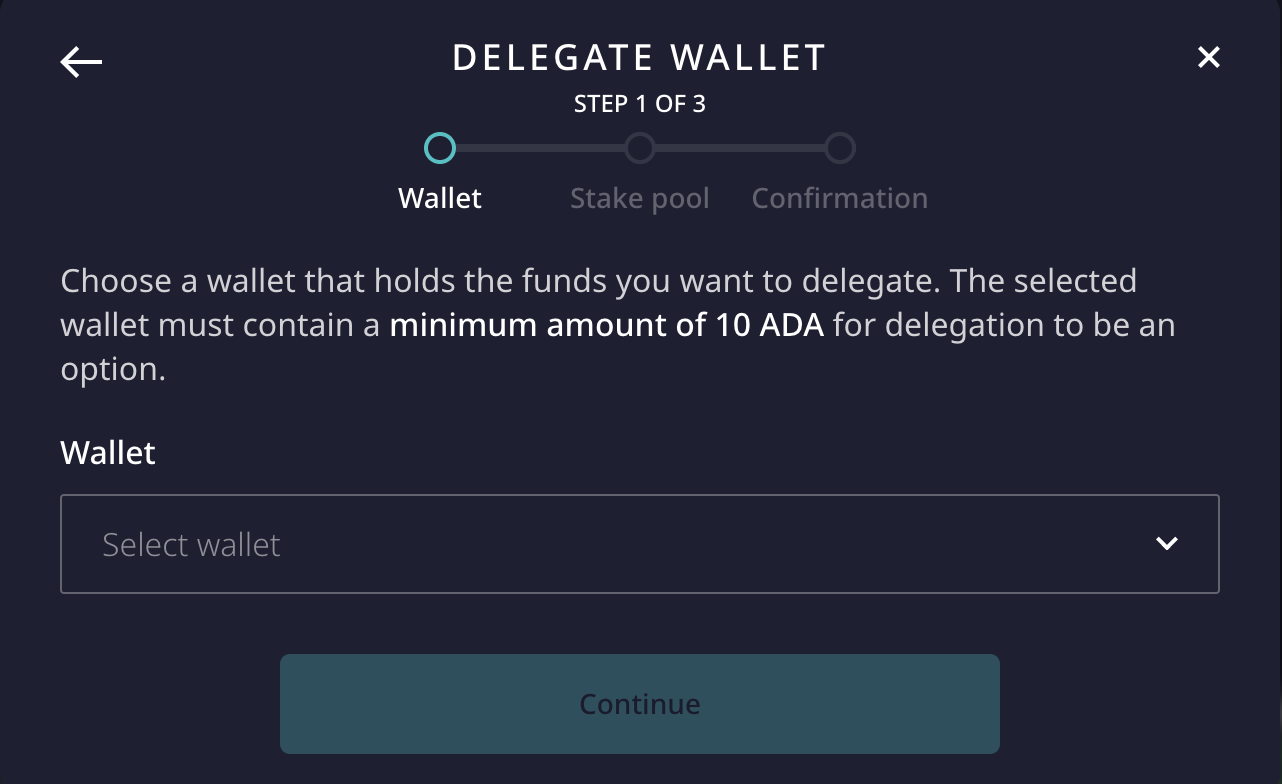 DELEGATE WALLET
STEP 1 OF 3
Wallet Stake pool Confirmation
Choose a wallet that holds the funds you want to delegate. The selected
wallet must contain a minimum amount of 10 ADA for delegation to be an
option.
Wallet
Select wallet
Continue